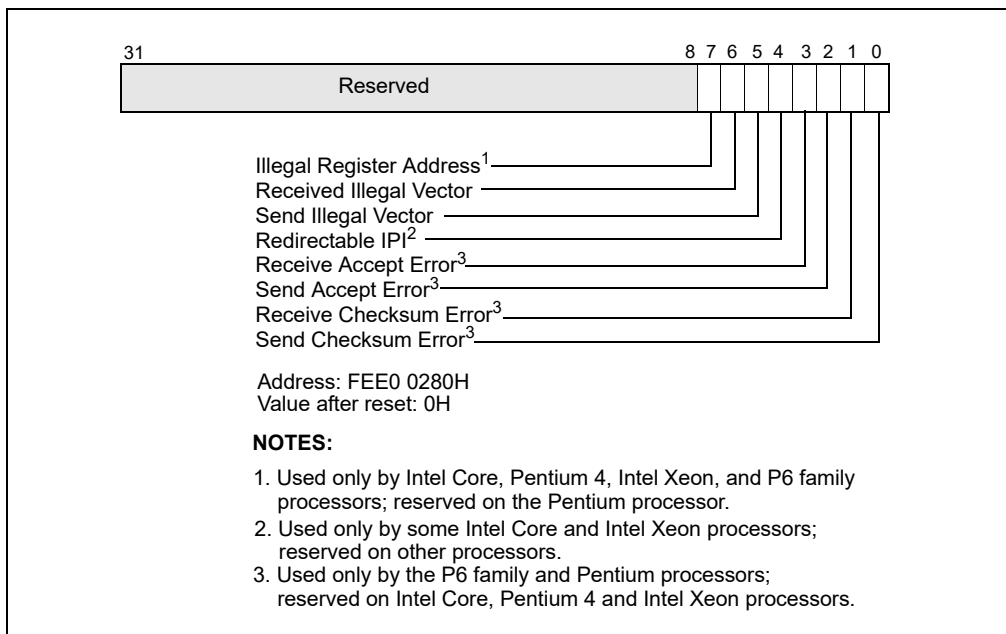 31 8 7 6 5 4 3 2 1 0
Reserved
Illegal Register Address1
Received Illegal Vector
Send Illegal Vector
Redirectable IPI2
Receive Accept Error3
Send Accept Error3
Receive Checksum Error3
Send Checksum Error3
Address: FEE0 0280H
Value after reset: 0H
NOTES:
1. Used only by Intel Core, Pentium 4, Intel Xeon, and P6 family
processors; reserved on the Pentium processor.
2. Used only by some Intel Core and Intel Xeon processors;
reserved on other processors.
3. Used only by the P6 family and Pentium processors;
reserved on Intel Core, Pentium 4 and Intel Xeon processors.